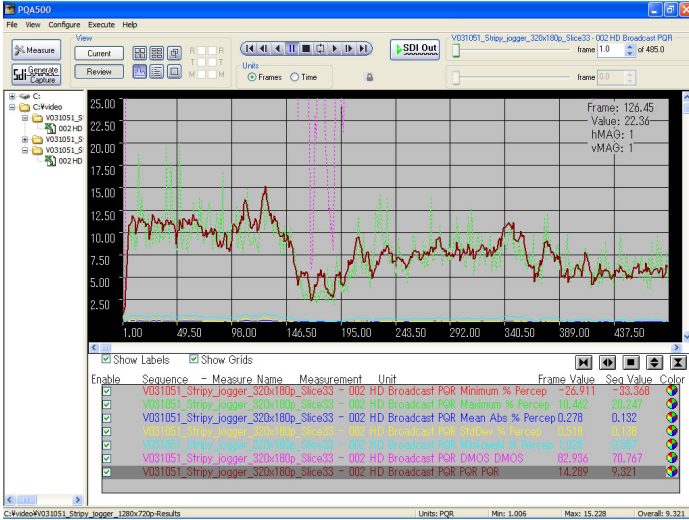 PQA500
File View Configure Execute Help
Measure
Generate
Capture
View
Current
Review
R
T
M
R
T
M
Units
Frames Time
SDI Out
V031051_Stripy_jogger_320x180p_Slice33 - 002 HD Broadcast PQR
frame 1.0 of 485.0
frame 0.0
C:
C:¥video
V031051_S
002 HD
V031051_S
V031051_S
002 HD
25.00
22.50
20.00
17.50
15.00
12.50
10.00
7.50
5.00
2.50
Frame: 126.45
Value: 22.36
hMAG: 1
vMAG: 1
1.00 49.50 98.00 146.50 195.00 243.50 292.00 340.50 389.00 437.50
Show Labels Show Grids
Enable Sequence - Measure Name Measurement Unit Frame Value Seq Value Color
V031051_Stripy_jogger_320x180p_Slice33 - 002 HD Broadcast PQR Minimum % Percep -26.911 -33.368
V031051_Stripy_jogger_320x180p_Slice33 - 002 HD Broadcast PQR Maximum % Percep 10.462 20.247
V031051_Stripy_jogger_320x180p_Slice33 - 002 HD Broadcast PQR Mean Abs % Percep 0.278 0.132
V031051_Stripy_jogger_320x180p_Slice33 - 002 HD Broadcast PQR StdDev % Percep
V031051_Stripy_jogger_320x180p_Slice33 - 002 HD Broadcast PQR Minkowski % Percep
V031051_Stripy_jogger_320x180p_Slice33 - 002 HD Broadcast PQR DMOS DMOS 82.936 70.767
V031051_Stripy_jogger_320x180p_Slice33 - 002 HD Broadcast PQR PQR PQR 14.289 9.321
C:¥video¥V031051_Stripy_jogger_1280x720p-Results Units: PQR Min: 1.006 Max: 15.228 Overall: 9.321